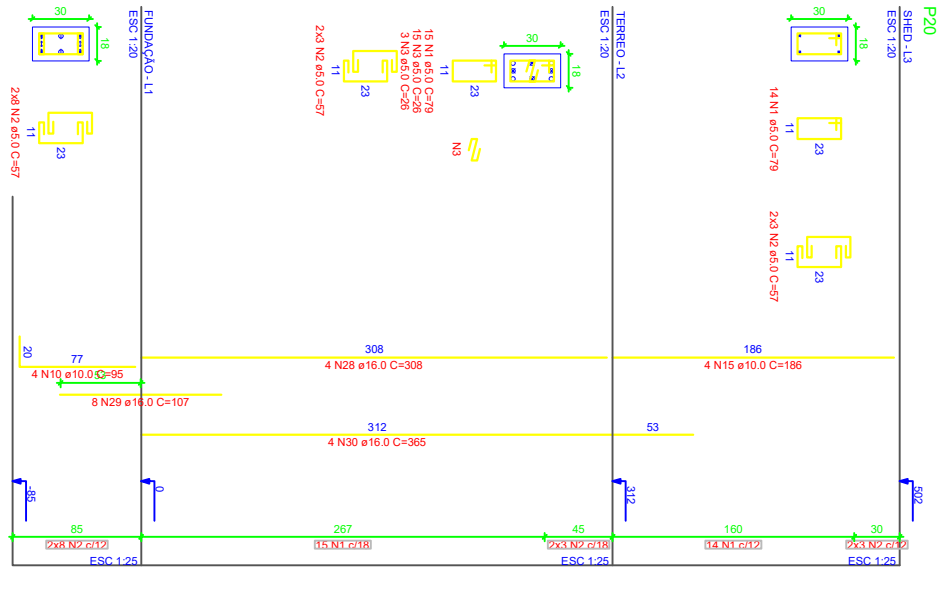 P20
SHED - L3
ESC 1:20
30
18
14 N1 ø5.0 C=79
11
23
2x3 N2 ø5.0 C=57
11
23
TERREO - L2
ESC 1:20
30
18
15 N1 ø5.0 C=79
15 N3 ø5.0 C=26
3 N3 ø5.0 C=26
11
23
N3
2x3 N2 ø5.0 C=57
11
23
FUNDAÇÃO - L1
ESC 1:20
30
18
2x8 N2 ø5.0 C=57
11
23
20
77
4 N10 ø10.0 C=95
8 N29 ø16.0 C=107
308
4 N28 ø16.0 C=308
186
4 N15 ø10.0 C=186
312
53
4 N30 ø16.0 C=365
-85
0
312
502
85
267
45
160
30
2x8 N2 c/12
15 N1 c/18
2x3 N2 c/18
14 N1 c/12
2x3 N2 c/12
ESC 1:25
ESC 1:25
ESC 1:25